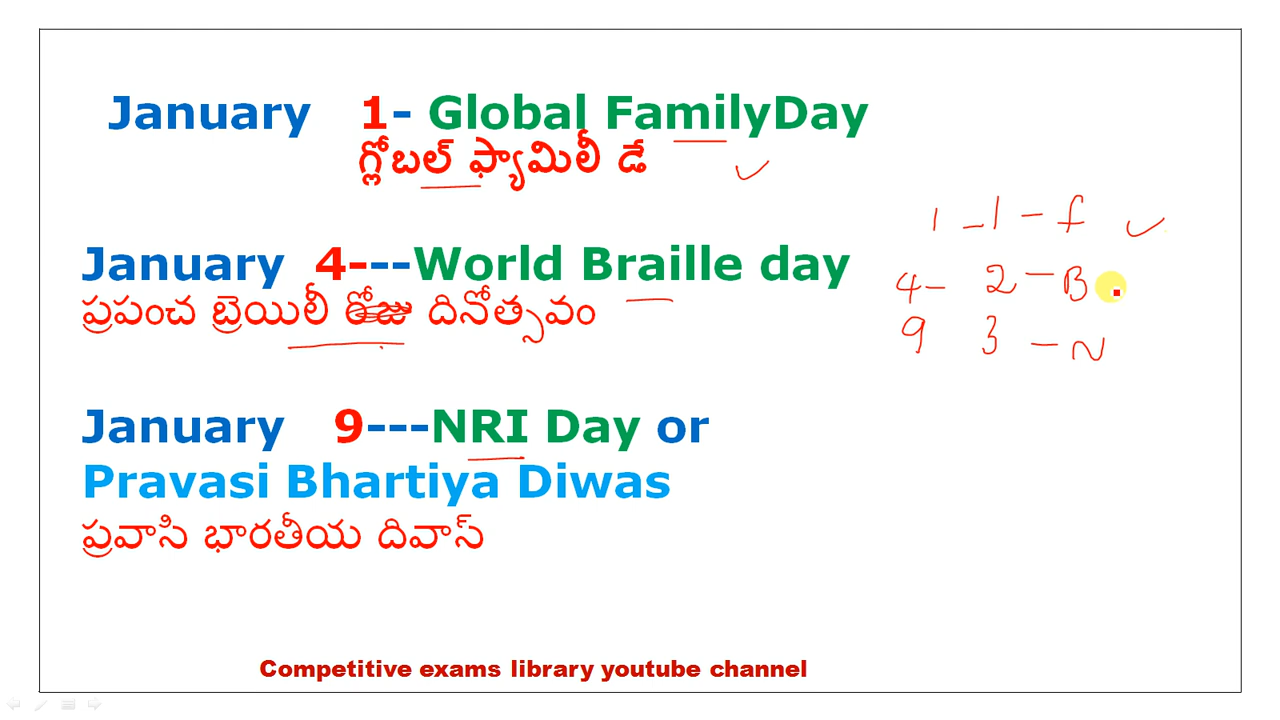 January 1- Global FamilyDay
గ్లోబల్ ఫ్యామిలీ డే
1 - 1 - f
January 4---World Braille day
ప్రపంచ బ్రెయిలీ రోజు దినోత్సవం
4- 2 - B
9 3 - N
January 9---NRI Day or
Pravasi Bhartiya Diwas
ప్రవాసి భారతీయ దివాస్
Competitive exams library youtube channel